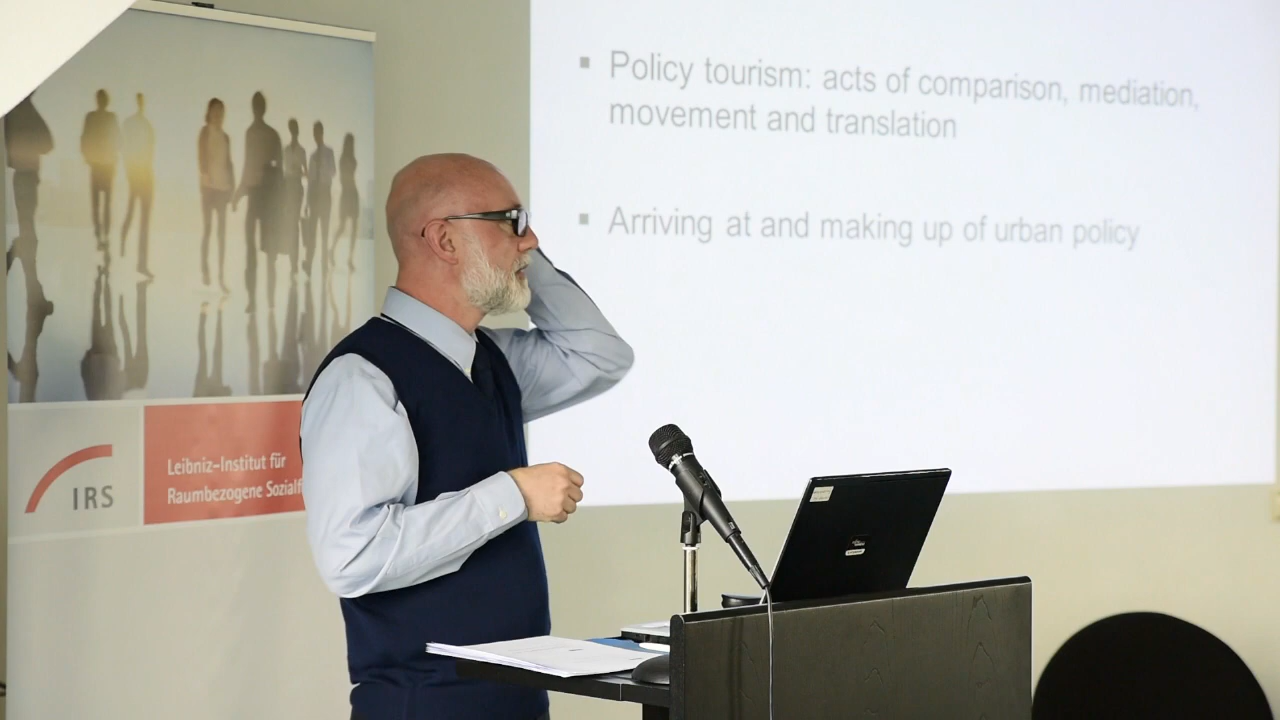 Policy tourism: acts of comparison, mediation,
movement and translation
Arriving at and making up of urban policy
IRS
Leibniz-Institut für
Raumbezogene Sozialf